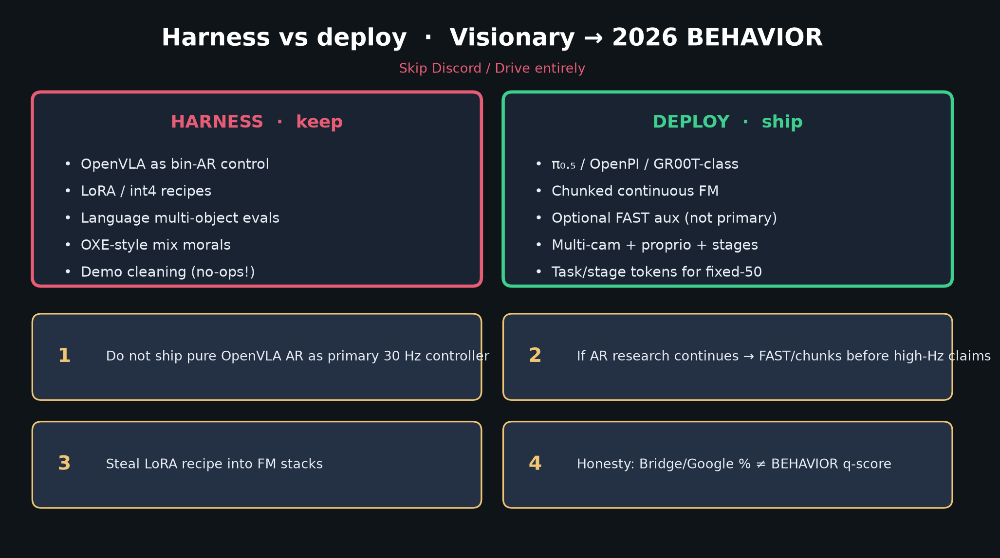 Harness vs deploy · Visionary → 2026 BEHAVIOR
Skip Discord / Drive entirely
HARNESS · keep
• OpenVLA as bin-AR control
• LoRA / int4 recipes
• Language multi-object evals
• OXE-style mix morals
• Demo cleaning (no-ops!)
DEPLOY · ship
• π₀.₅ / OpenPI / GR00T-class
• Chunked continuous FM
• Optional FAST aux (not primary)
• Multi-cam + proprio + stages
• Task/stage tokens for fixed-50
1 Do not ship pure OpenVLA AR as primary 30 Hz controller
2 If AR research continues → FAST/chunks before high-Hz claims
3 Steal LoRA recipe into FM stacks
4 Honesty: Bridge/Google % ≠ BEHAVIOR q-score